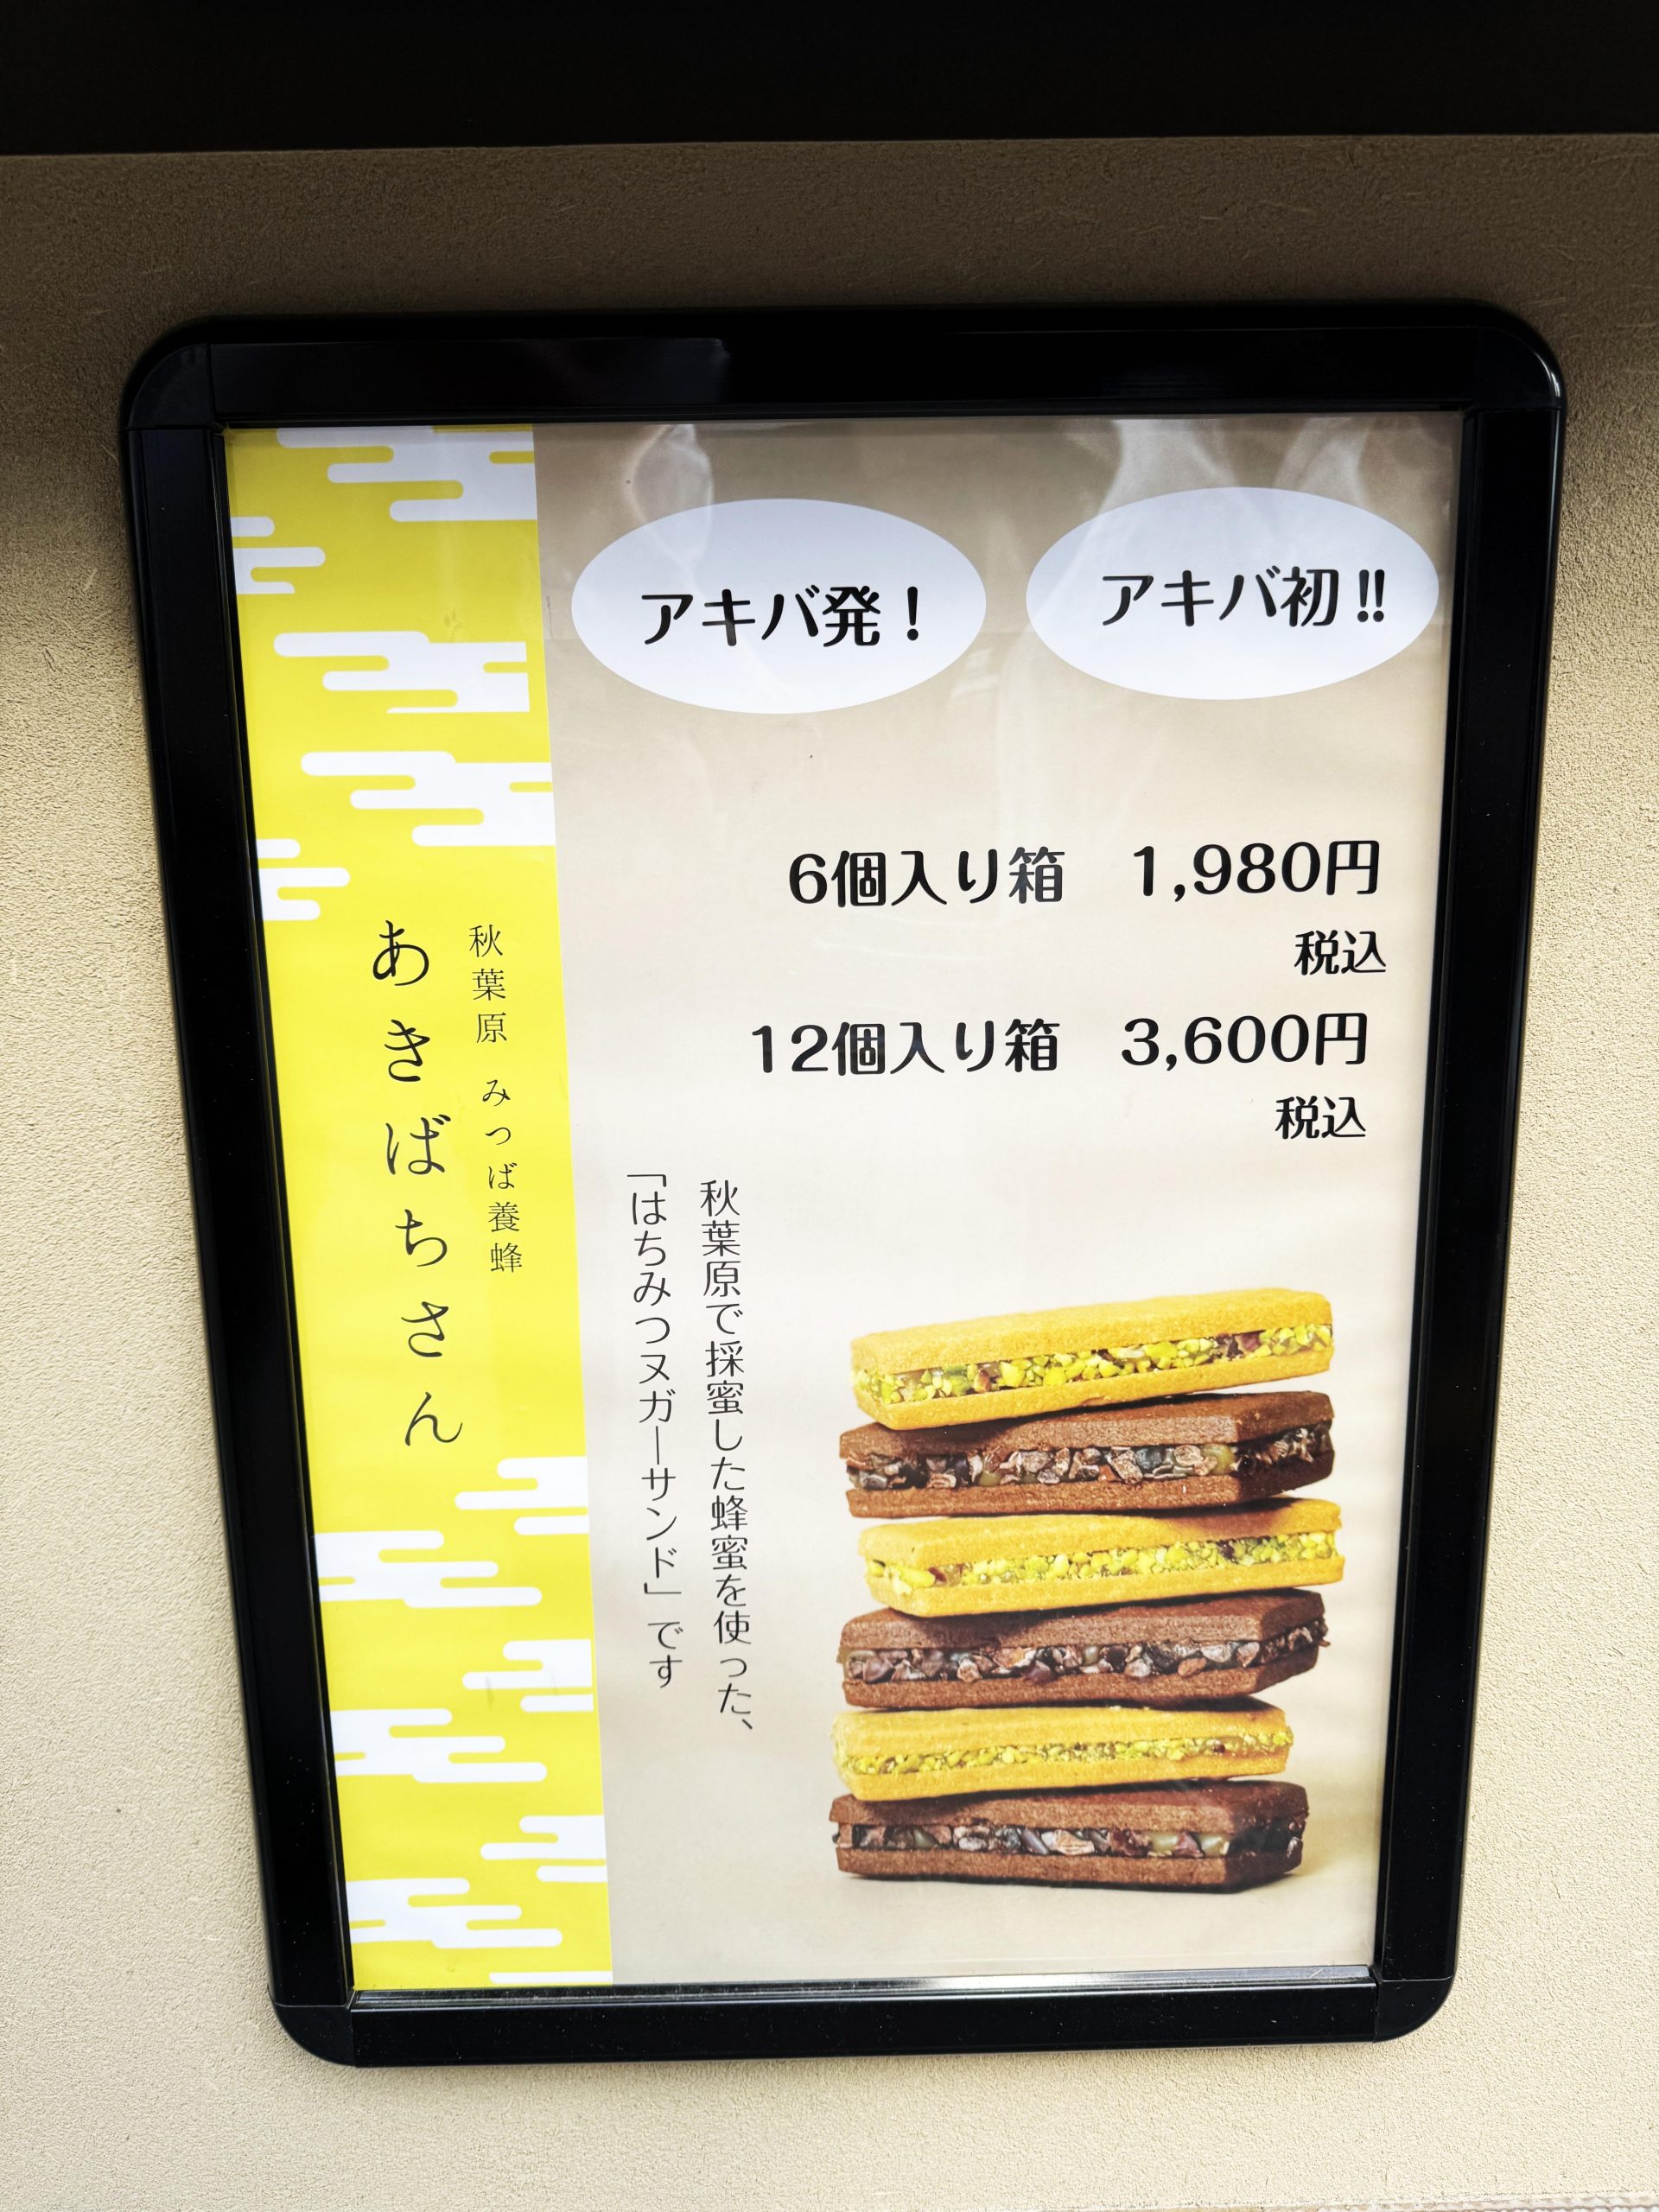 アキバ発！
アキバ初!!
6個入り箱　1,980円
税込
12個入り箱　3,600円
税込
秋葉原で採蜜した蜂蜜を使った、
「はちみつヌガーサンド」です
秋葉原　みつば養蜂
あきばちさん